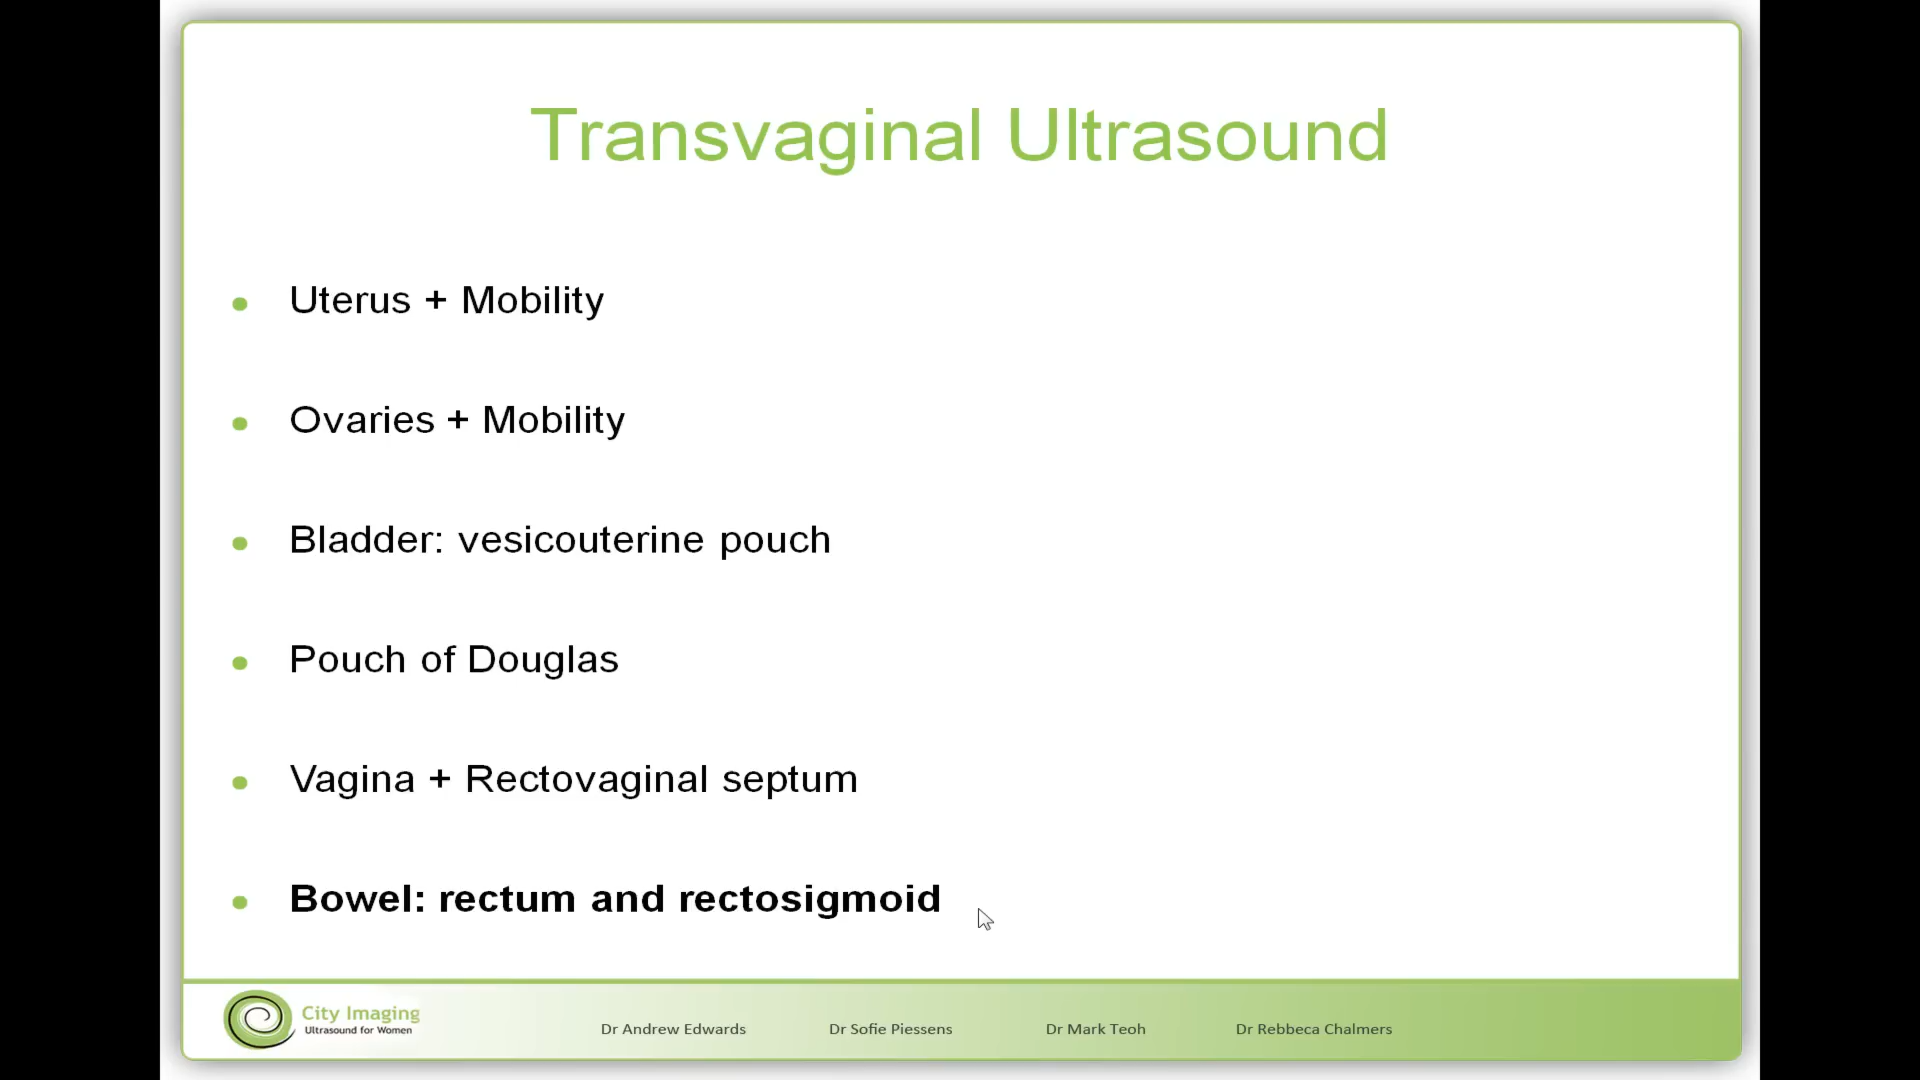 Transvaginal Ultrasound
Uterus + Mobility
Ovaries + Mobility
Bladder: vesicouterine pouch
Pouch of Douglas
Vagina + Rectovaginal septum
Bowel: rectum and rectosigmoid
City Imaging
Ultrasound for Women
Dr Andrew Edwards
Dr Sofie Piessens
Dr Mark Teoh
Dr Rebbeca Chalmers